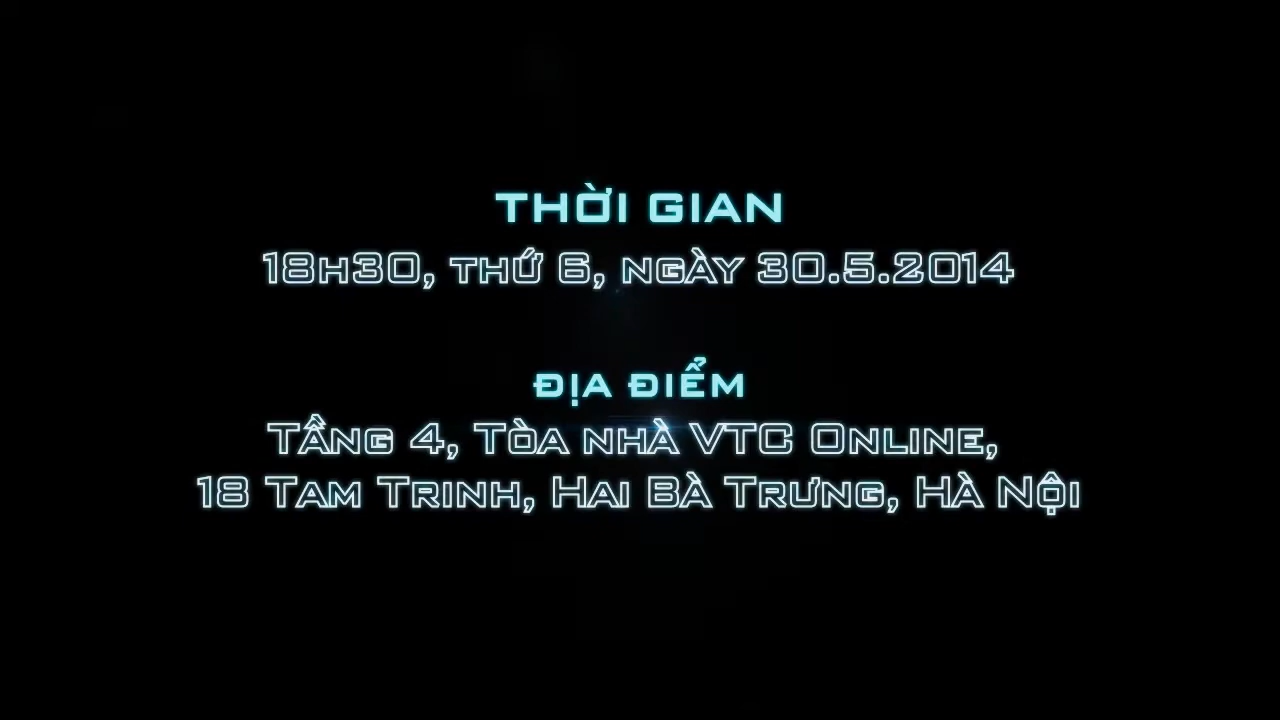 THỜI GIAN
18h30, thứ 6, ngày 30.5.2014
ĐỊA ĐIỂM
Tầng 4, Tòa nhà VTC Online,
18 Tam Trinh, Hai Bà Trưng, Hà Nội